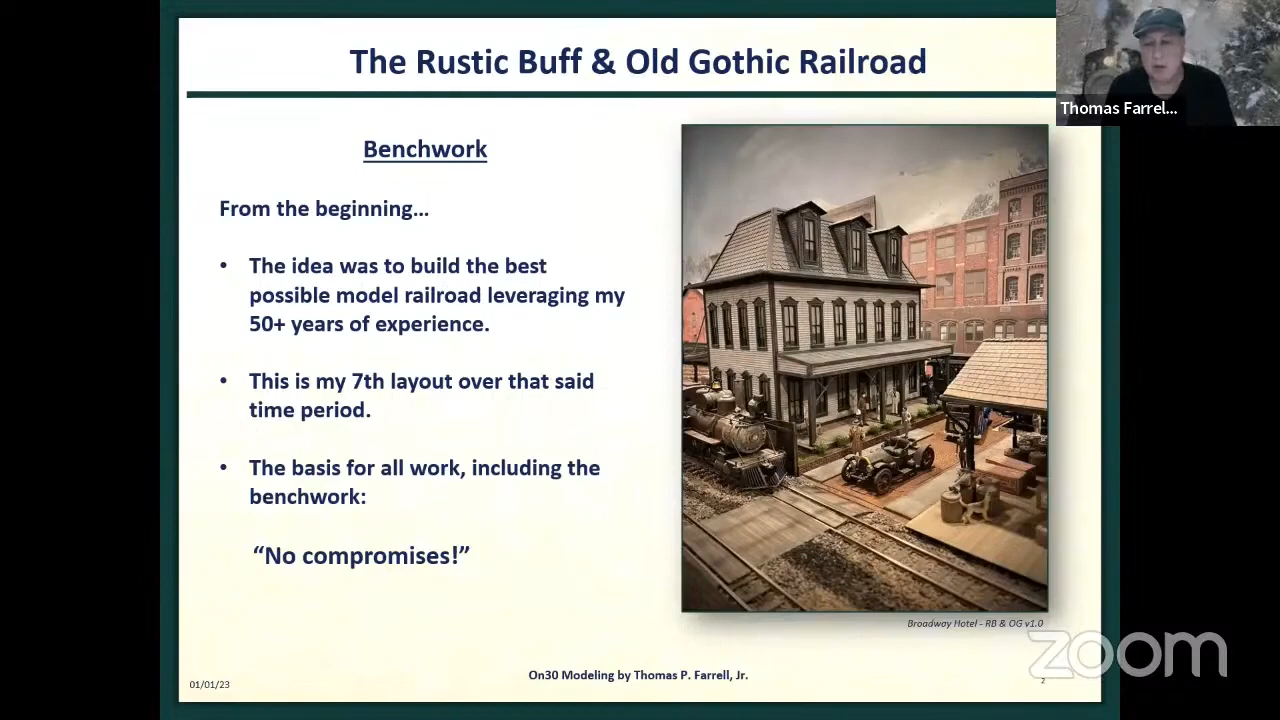 The Rustic Buff & Old Gothic Railroad
Thomas Farrel...
Benchwork
From the beginning...
• The idea was to build the best
possible model railroad leveraging my
50+ years of experience.
• This is my 7th layout over that said
time period.
• The basis for all work, including the
benchwork:
“No compromises!”
Broadway Hotel - RB & OG v1.0
zoom
On30 Modeling by Thomas P. Farrell, Jr.
01/01/23
2